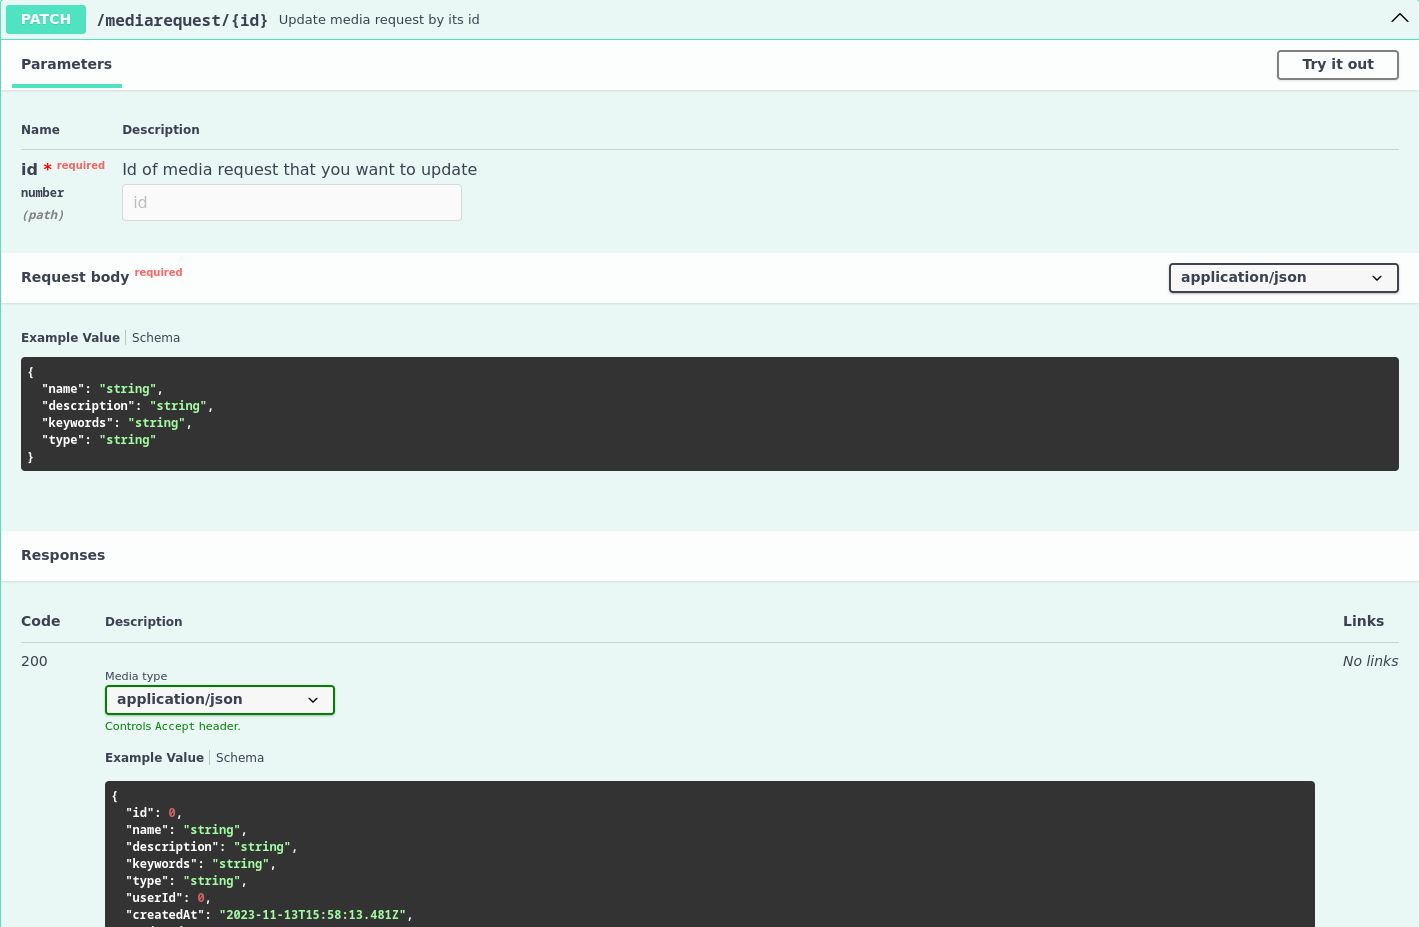 PATCH /mediarequest/{id} Update media request by its id
Parameters
Try it out
Name Description
id * required
number
(path)
Id of media request that you want to update
id
Request body required
application/json
Example Value Schema
{
  "name": "string",
  "description": "string",
  "keywords": "string",
  "type": "string"
}
Responses
Code Description Links
200
No links
Media type
application/json
Controls Accept header.
Example Value Schema
{
  "id": 0,
  "name": "string",
  "description": "string",
  "keywords": "string",
  "type": "string",
  "userId": 0,
  "createdAt": "2023-11-13T15:58:13.481Z",